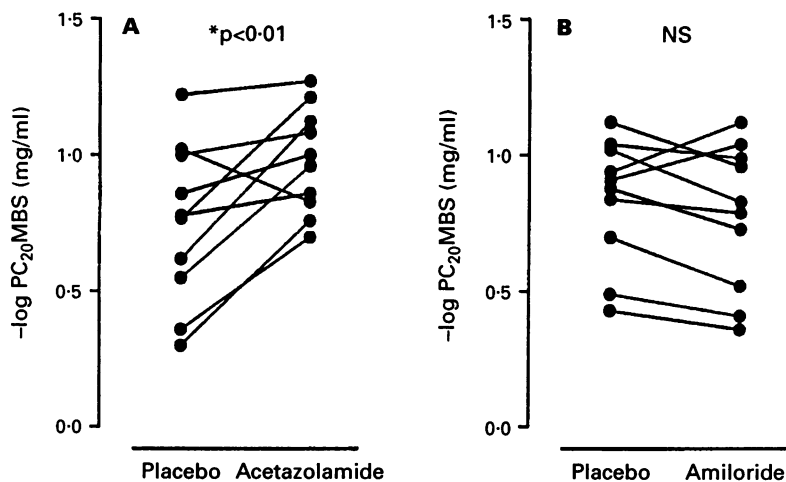 A
*p<0·01
1·5
1·0
0·5
0·0
–log PC₂₀MBS (mg/ml)
Placebo Acetazolamide
B
NS
1·5
1·0
0·5
0·0
–log PC₂₀MBS (mg/ml)
Placebo Amiloride